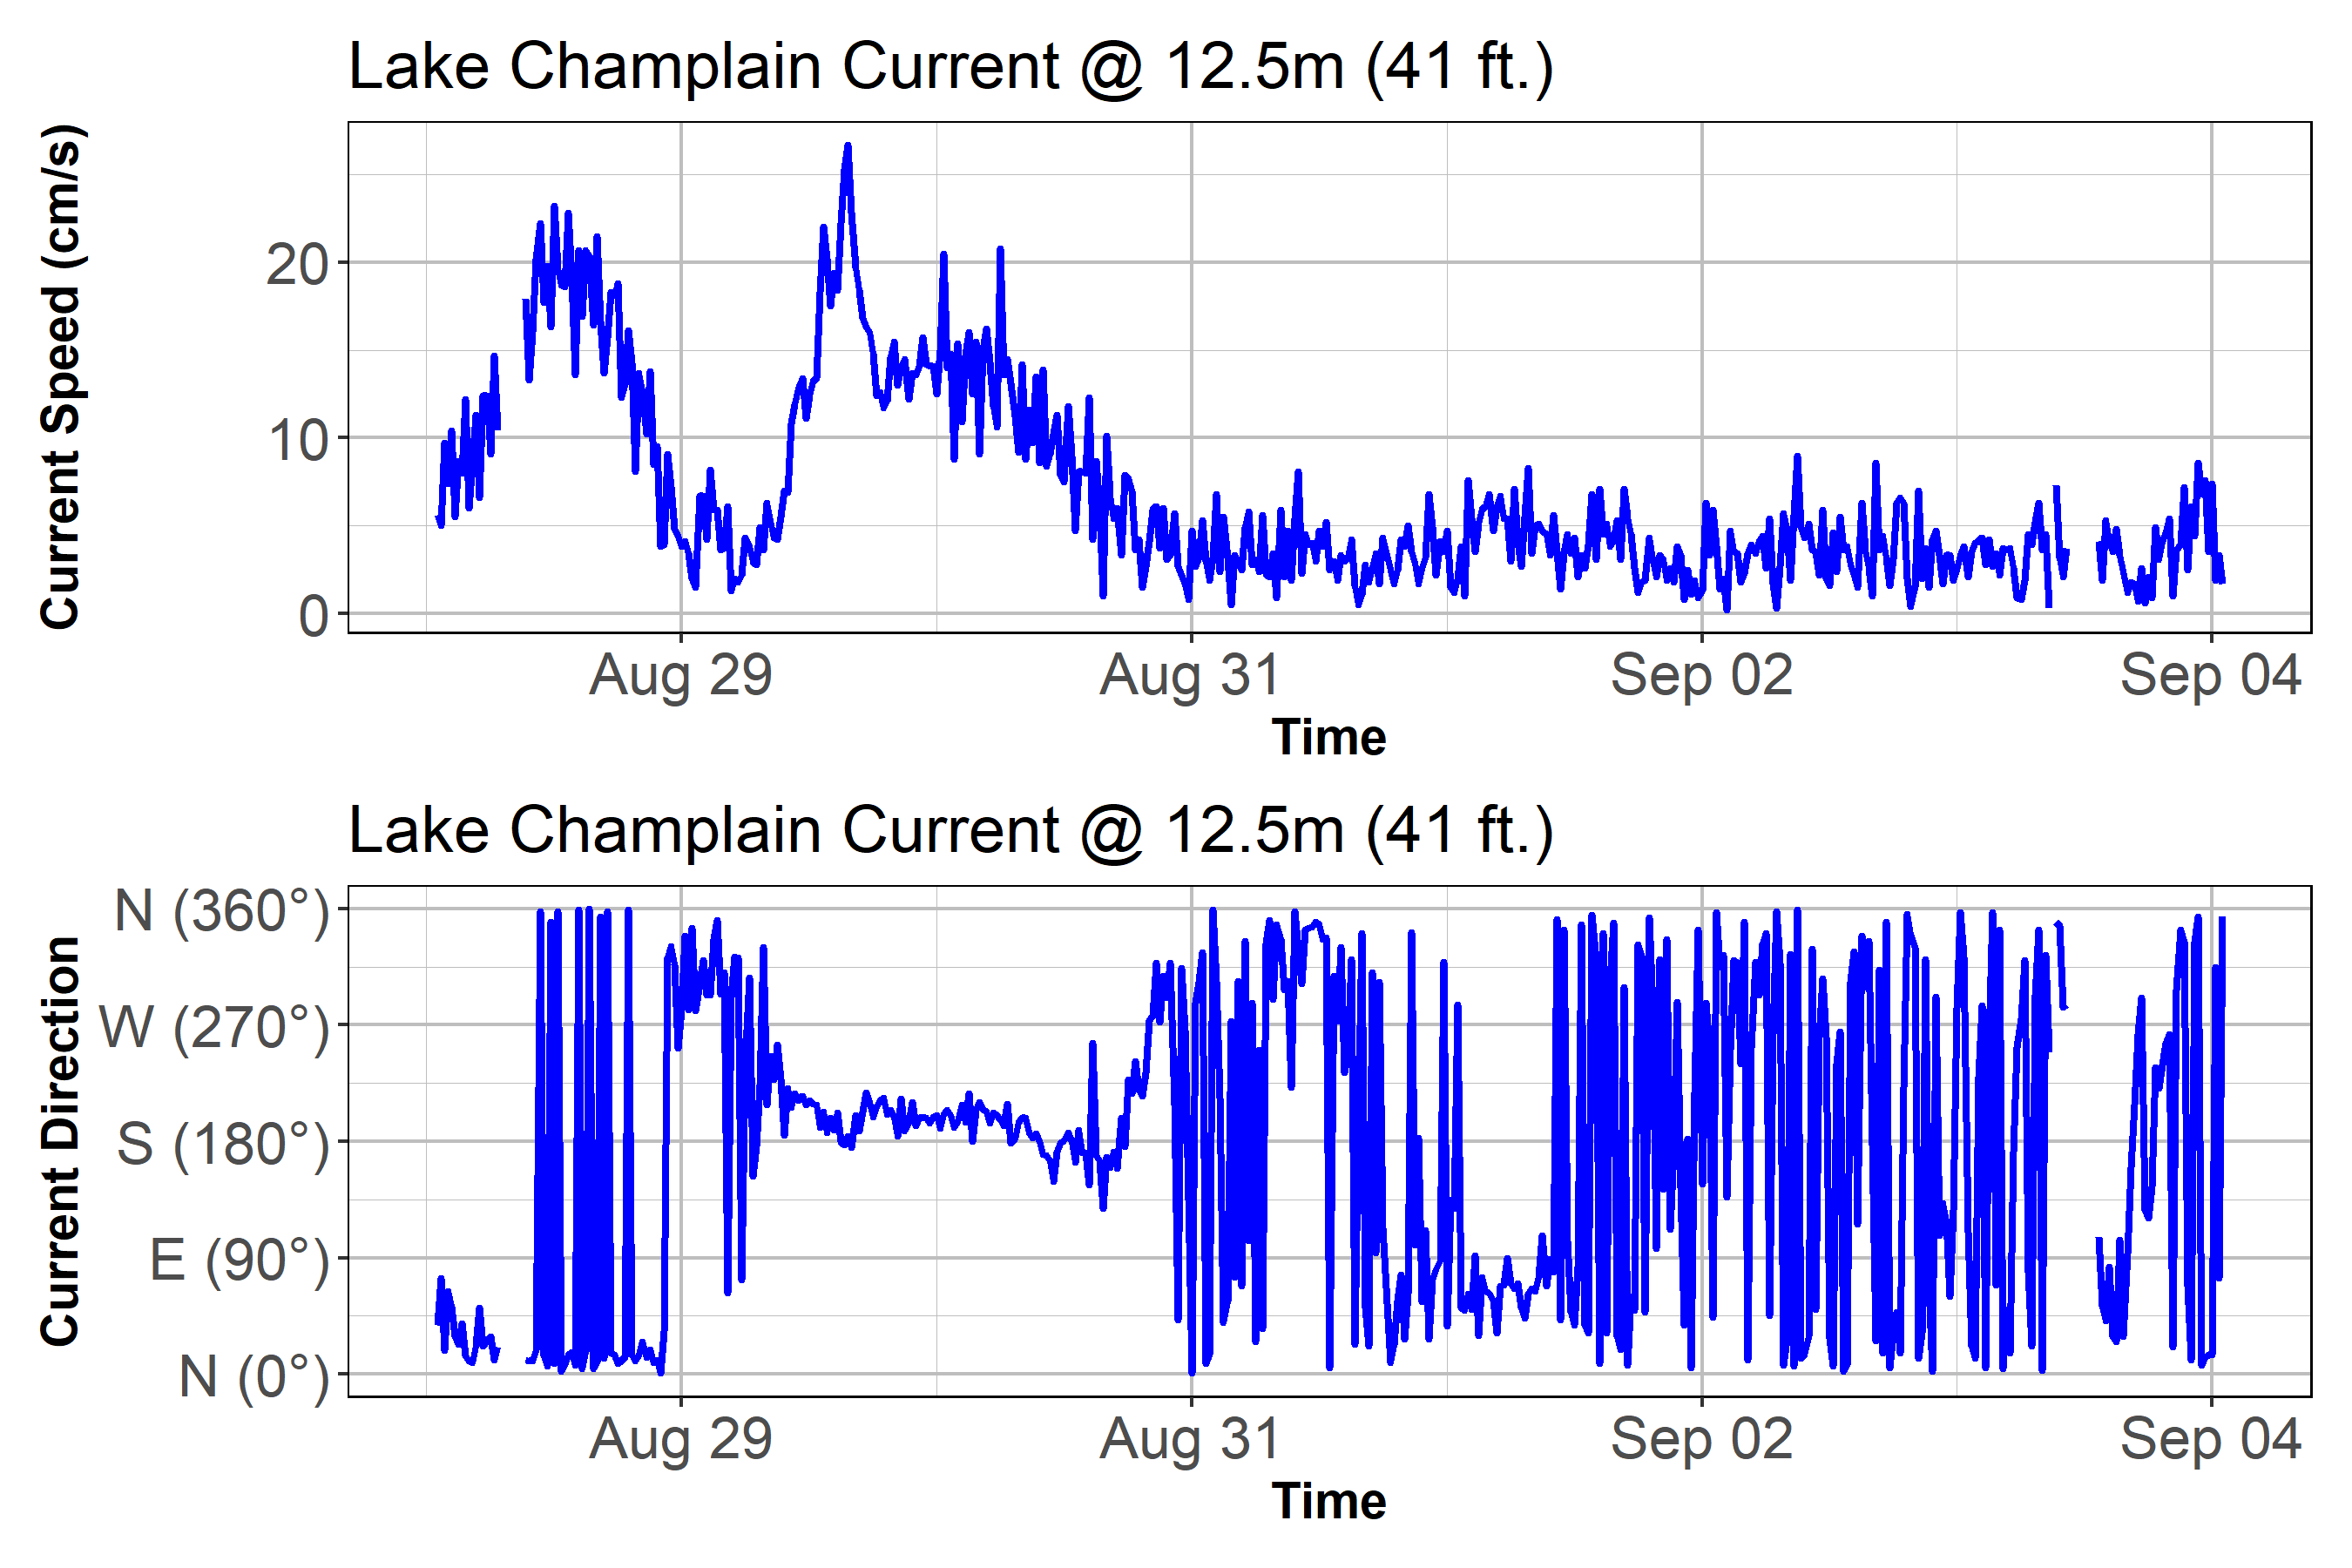 Lake Champlain Current @ 12.5m (41 ft.)
Current Speed (cm/s)
20
10
0
Aug 29 Aug 31 Sep 02 Sep 04
Time
Lake Champlain Current @ 12.5m (41 ft.)
Current Direction
N (360°)
W (270°)
S (180°)
E (90°)
N (0°)
Aug 29 Aug 31 Sep 02 Sep 04
Time